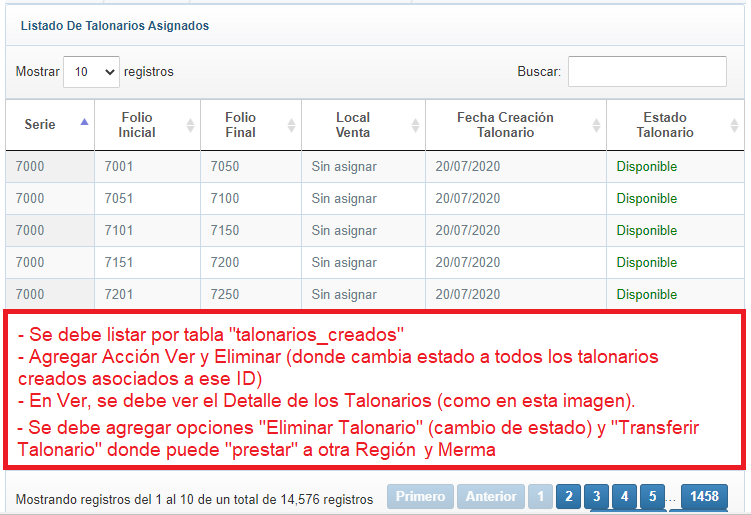 Listado De Talonarios Asignados
Mostrar 10 registros Buscar:
Serie Folio Inicial Folio Final Local Venta Fecha Creación Talonario Estado Talonario
7000 7001 7050 Sin asignar 20/07/2020 Disponible
7000 7051 7100 Sin asignar 20/07/2020 Disponible
7000 7101 7150 Sin asignar 20/07/2020 Disponible
7000 7151 7200 Sin asignar 20/07/2020 Disponible
7000 7201 7250 Sin asignar 20/07/2020 Disponible
- Se debe listar por tabla "talonarios_creados"
- Agregar Acción Ver y Eliminar (donde cambia estado a todos los talonarios
creados asociados a ese ID)
- En Ver, se debe ver el Detalle de los Talonarios (como en esta imagen).
- Se debe agregar opciones "Eliminar Talonario" (cambio de estado) y "Transferir
Talonario" donde puede "prestar" a otra Región y Merma
Mostrando registros del 1 al 10 de un total de 14,576 registros Primero Anterior 1 2 3 4 5 ... 1458